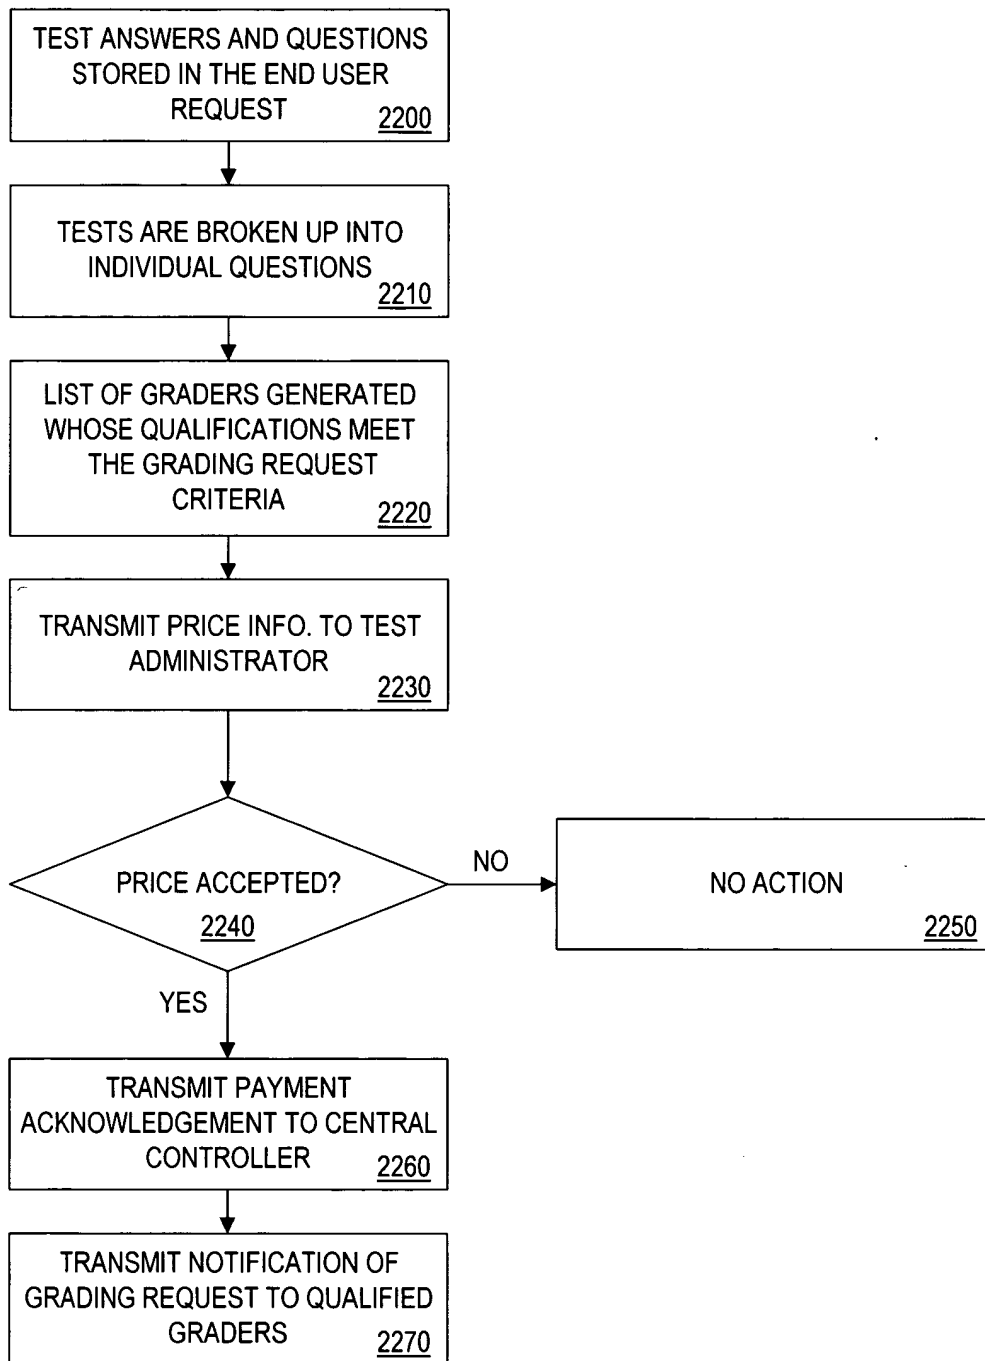 TEST ANSWERS AND QUESTIONS
STORED IN THE END USER
REQUEST
2200
TESTS ARE BROKEN UP INTO
INDIVIDUAL QUESTIONS
2210
LIST OF GRADERS GENERATED
WHOSE QUALIFICATIONS MEET
THE GRADING REQUEST
CRITERIA
2220
TRANSMIT PRICE INFO. TO TEST
ADMINISTRATOR
2230
PRICE ACCEPTED?
2240
NO
NO ACTION
2250
YES
TRANSMIT PAYMENT
ACKNOWLEDGEMENT TO CENTRAL
CONTROLLER
2260
TRANSMIT NOTIFICATION OF
GRADING REQUEST TO QUALIFIED
GRADERS
2270